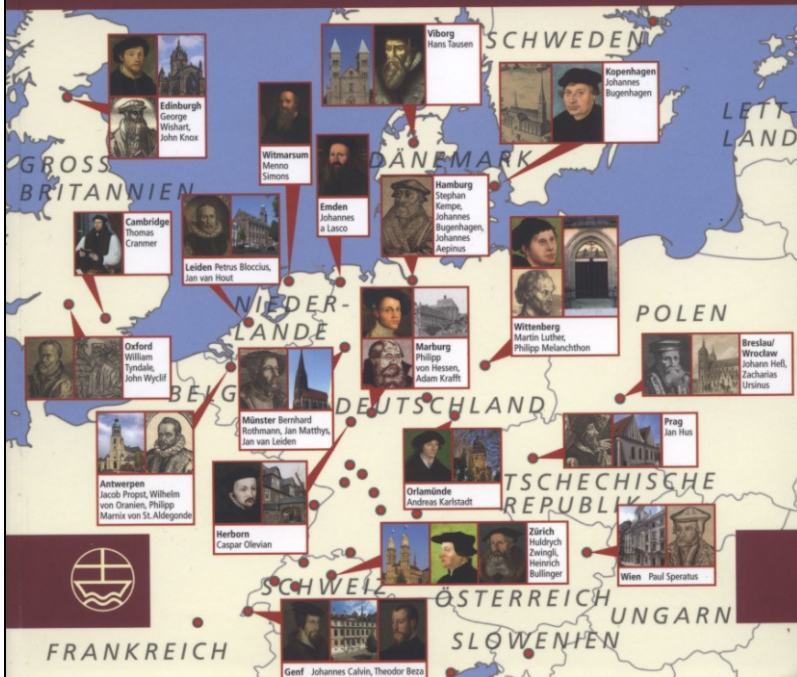 SCHWEDEN
Viborg
Hans Tausen
Kopenhagen
Johannes
Bugenhagen
Edinburgh
George
Wishart,
John Knox
LETT-
LAND
GROSS
BRITANNIEN
Witmarsum
Menno
Simons
DÄNEMARK
Emden
Johannes
a Lasco
Hamburg
Stephan
Kempe,
Johannes
Bugenhagen,
Johannes
Aepinus
Cambridge
Thomas
Cranmer
Leiden Petrus Bloccius,
Jan van Hout
NIEDER-
LANDE
Wittenberg
Martin Luther,
Philipp Melanchthon
POLEN
Oxford
William
Tyndale,
John Wyclif
Marburg
Philipp
von Hessen,
Adam Krafft
Breslau/
Wrocław
Johann Heß,
Zacharias
Ursinus
BELG
DEUTSCHLAND
Münster Bernhard
Rothmann, Jan Matthys,
Jan van Leiden
Prag
Jan Hus
Antwerpen
Jacob Propst, Wilhelm
von Oranien, Philipp
Marnix von St. Aldegonde
Orlamünde
Andreas Karlstadt
TSCHECHISCHE
REPUBLIK
Herborn
Caspar Olevian
Zürich
Huldrych
Zwingli,
Heinrich
Bullinger
Wien Paul Speratus
SCHWEIZ
ÖSTERREICH
UNGARN
FRANKREICH
SLOWENIEN
Genf Johannes Calvin, Theodor Beza